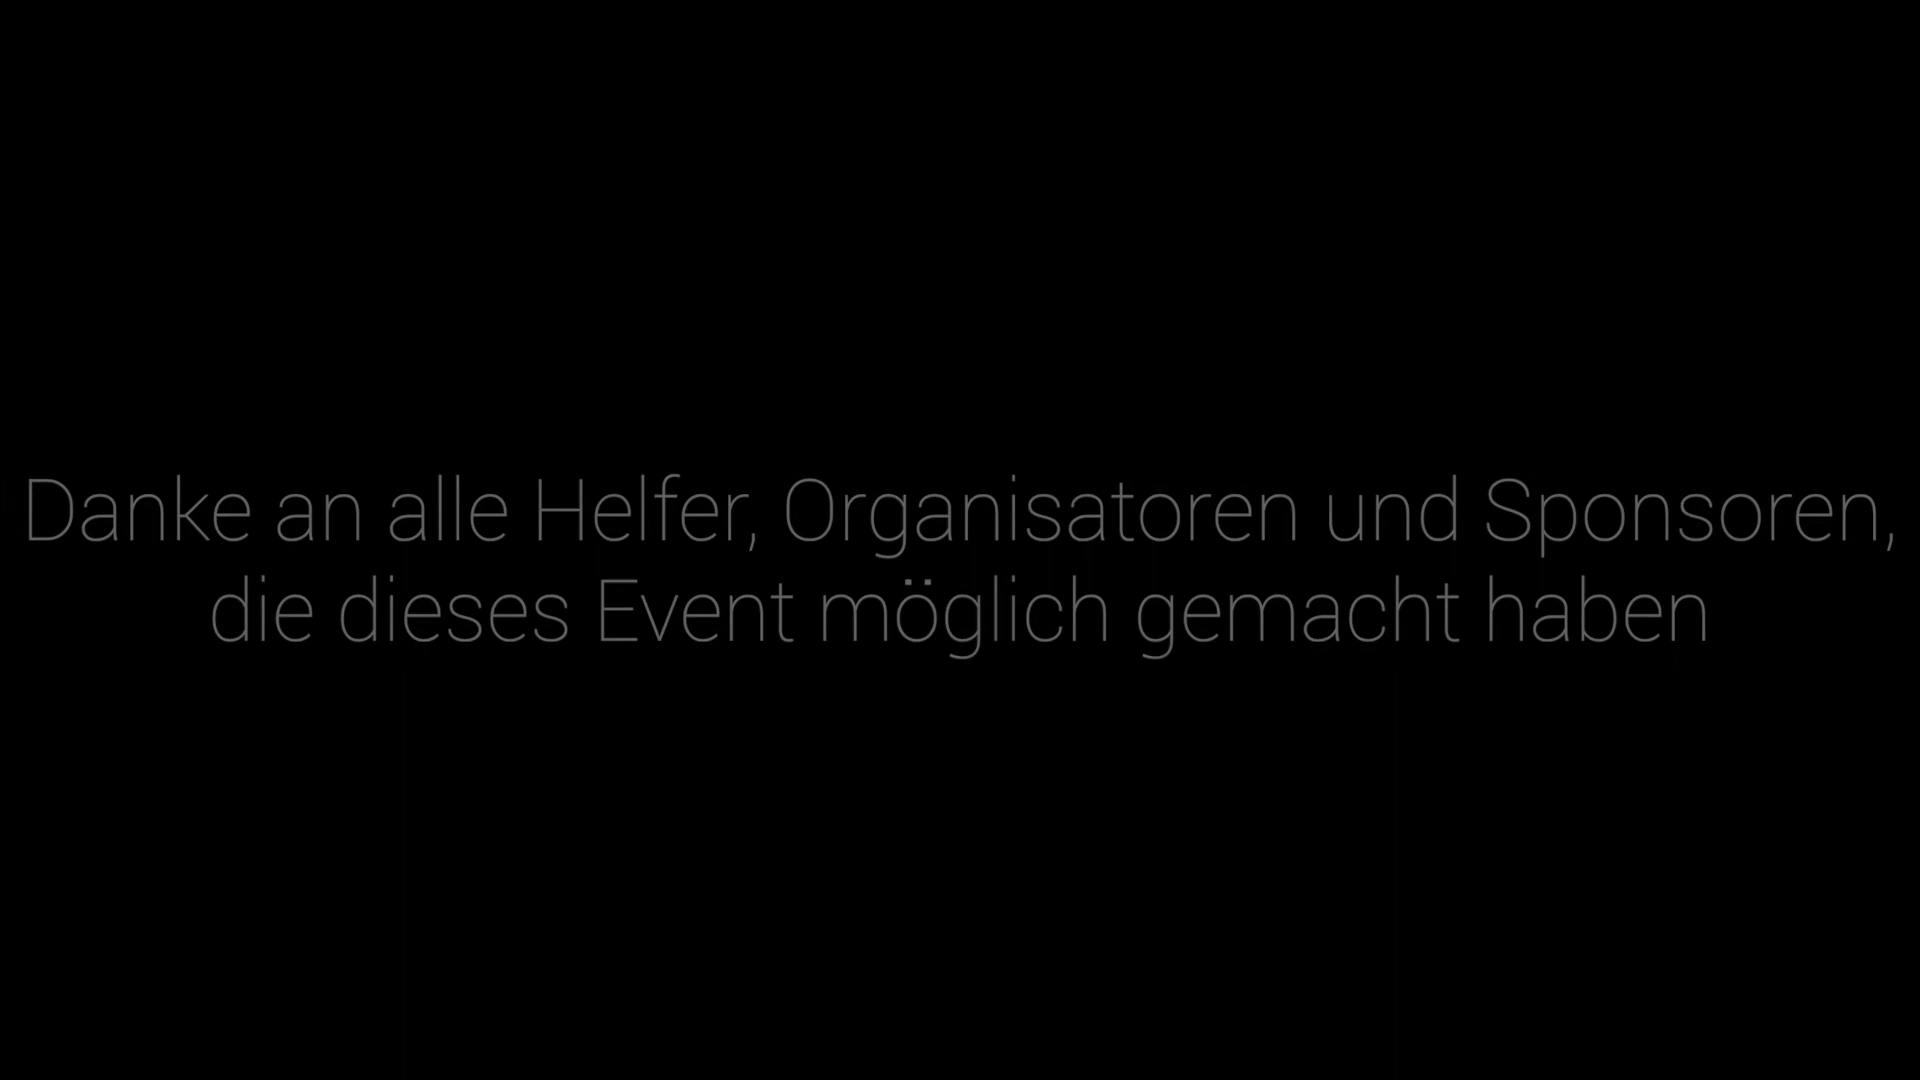 Danke an alle Helfer, Organisatoren und Sponsoren,
die dieses Event möglich gemacht haben